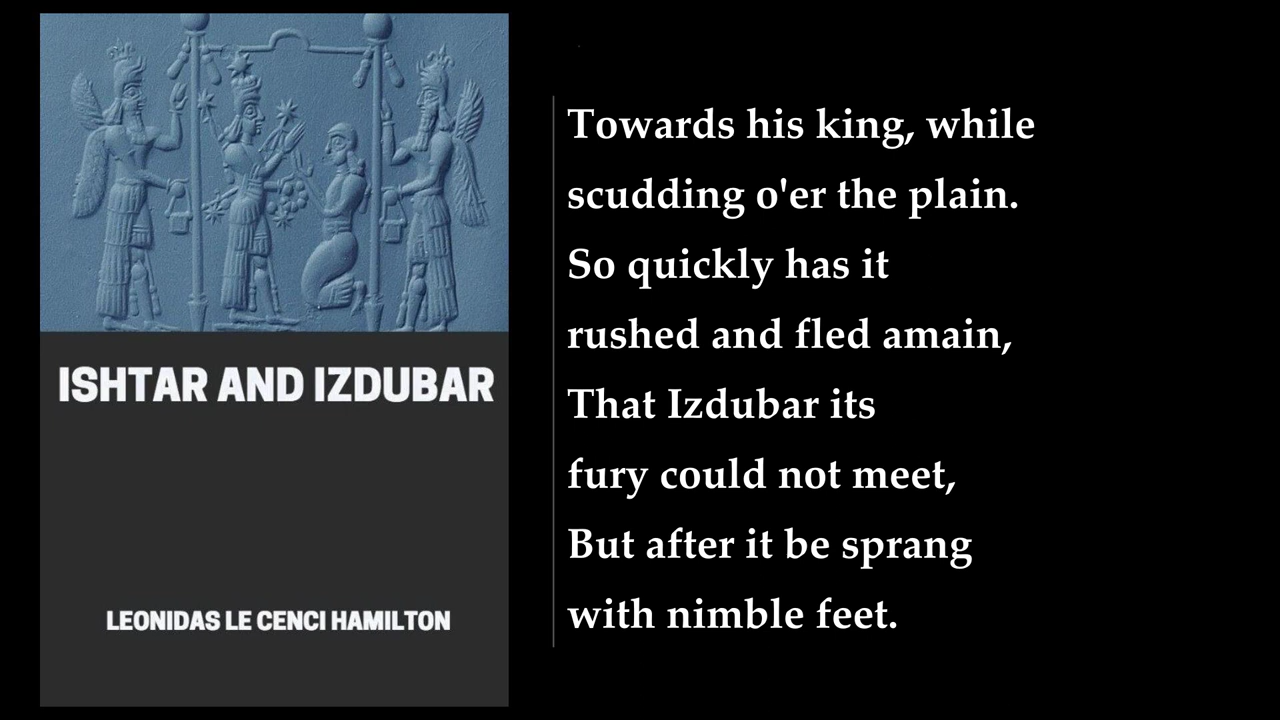 ISHTAR AND IZDUBAR
LEONIDAS LE CENCI HAMILTON
Towards his king, while
scudding o'er the plain.
So quickly has it
rushed and fled amain,
That Izdubar its
fury could not meet,
But after it be sprang
with nimble feet.